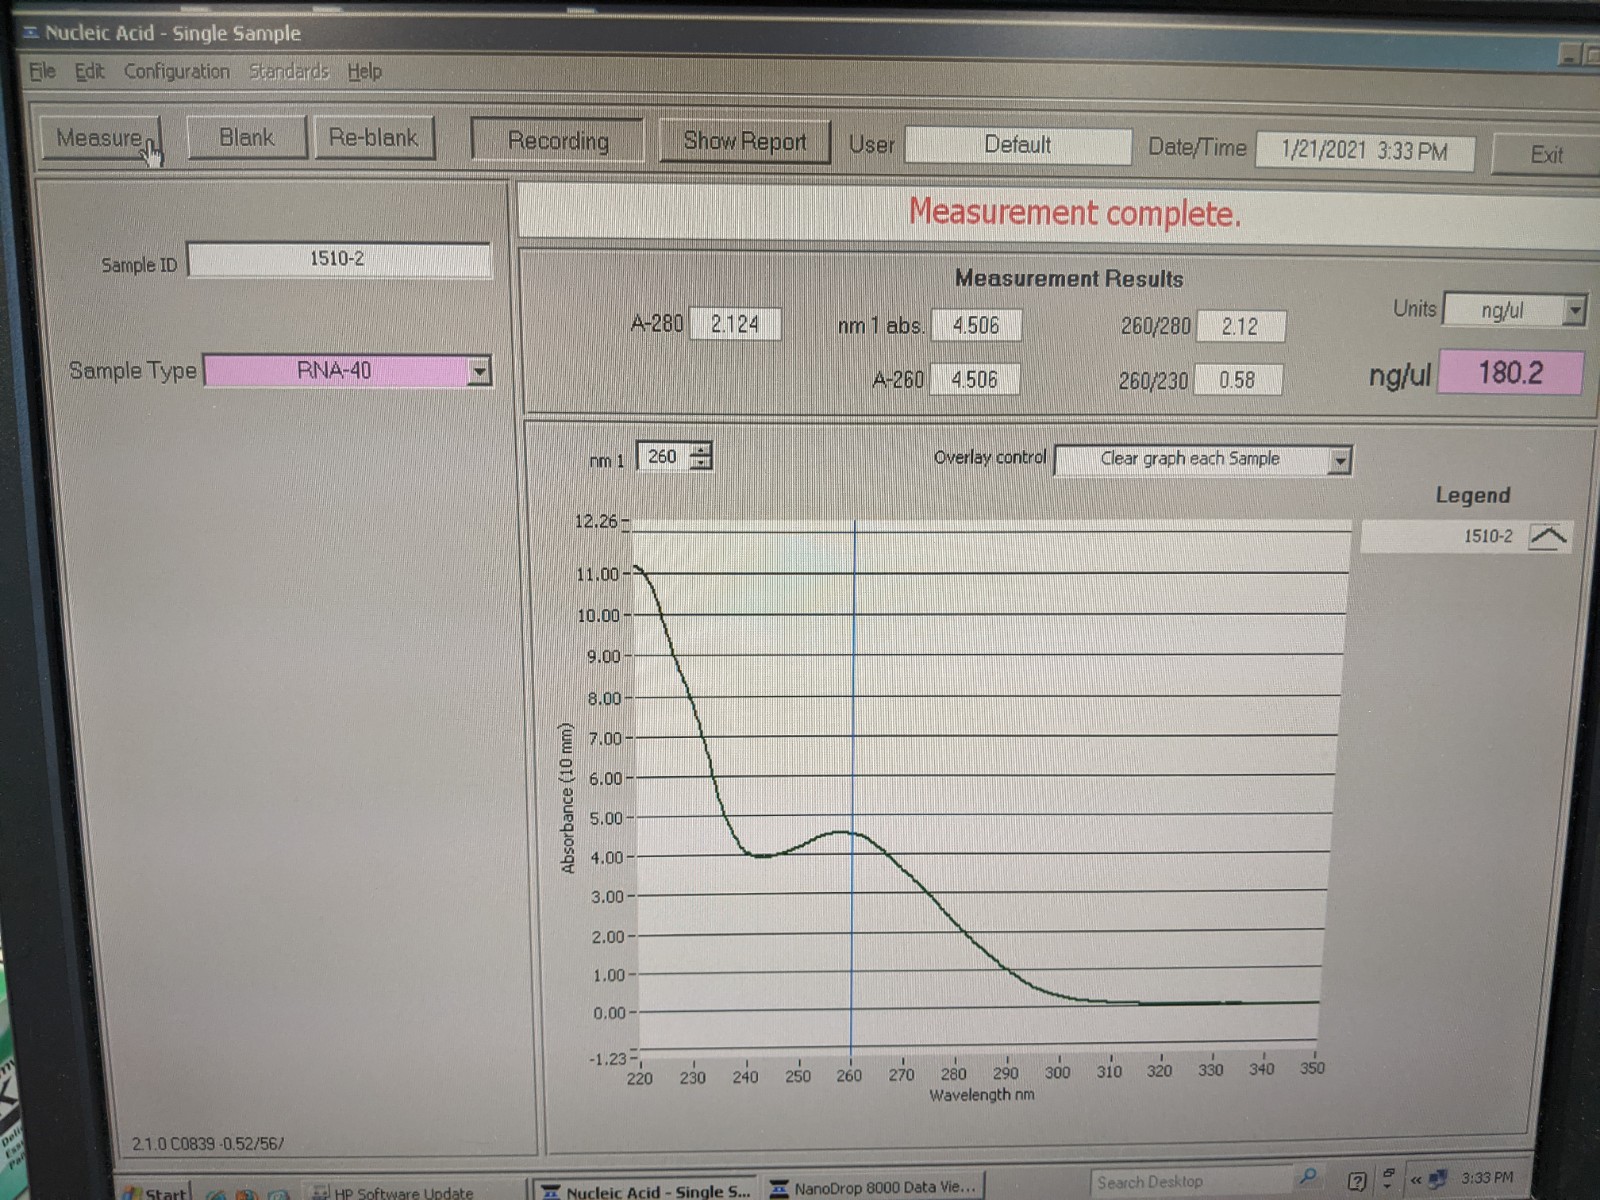 Nucleic Acid - Single Sample
File Edit Configuration Standards Help
Measure Blank Re-blank Recording Show Report User Default Date/Time 1/21/2021 3:33 PM Exit
Measurement complete.
Sample ID 1510-2
Sample Type RNA-40
Measurement Results
A-280 2.124 nm 1 abs. 4.506 260/280 2.12 Units ng/ul
A-260 4.506 260/230 0.58 ng/ul 180.2
nm 1 260 Overlay control Clear graph each Sample
Legend
1510-2
12.26
11.00
10.00
9.00
8.00
7.00
6.00
5.00
4.00
3.00
2.00
1.00
0.00
-1.23
Absorbance (10 mm)
220 230 240 250 260 270 280 290 300 310 320 330 340 350
Wavelength nm
2.1.0 C0839 -0.52/56/
Start HP Software Update Nucleic Acid - Single S... NanoDrop 8000 Data Vie... Search Desktop ? « 3:33 PM